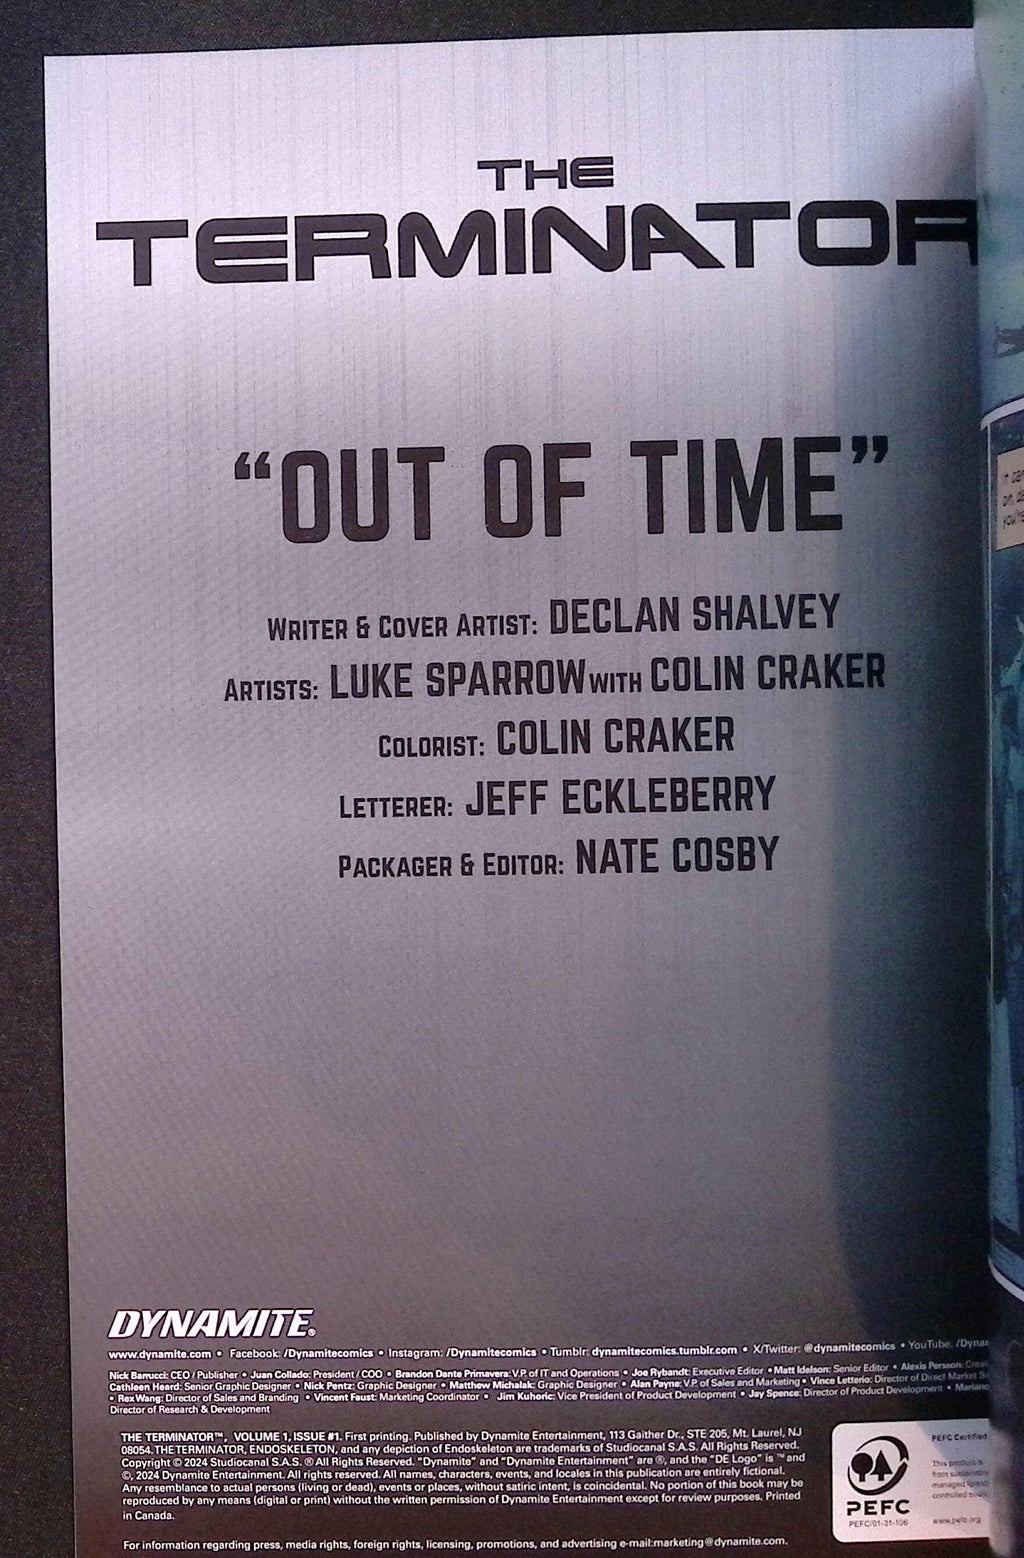 THE
TERMINATOR
“OUT OF TIME”
WRITER & COVER ARTIST: DECLAN SHALVEY
ARTISTS: LUKE SPARROW WITH COLIN CRAKER
COLORIST: COLIN CRAKER
LETTERER: JEFF ECKLEBERRY
PACKAGER & EDITOR: NATE COSBY
DYNAMITE®
www.dynamite.com • Facebook: /Dynamitecomics • Instagram: /Dynamitecomics • Tumblr: dynamitecomics.tumblr.com • X/Twitter: @dynamitecomics • YouTube: /Dyna
Nick Barrucci: CEO / Publisher • Juan Collado: President / COO • Brandon Dante Primavera: V.P. of IT and Operations • Joe Rybandt: Executive Editor • Matt Idelson: Senior Editor • Alexis Persson:
Cathleen Heard: Senior Graphic Designer • Nick Pentz: Graphic Designer • Matthew Michalak: Graphic Designer • Alan Payne: V.P. of Sales and Marketing • Vince Letterio: Director of Direct Market
• Rex Wang: Director of Sales and Branding • Vincent Faust: Marketing Coordinator • Jim Kuhoric: Vice President of Product Development • Jay Spence: Director of Product Development •
Director of Research & Development
THE TERMINATOR™, VOLUME 1, ISSUE #1. First printing. Published by Dynamite Entertainment, 113 Gaither Dr., STE 205, Mt. Laurel, NJ
08054. THE TERMINATOR, ENDOSKELETON, and any depiction of Endoskeleton are trademarks of Studiocanal S.A.S. All Rights Reserved.
Copyright © 2024 Studiocanal S.A.S. ® All Rights Reserved. “Dynamite” and “Dynamite Entertainment” are ®, and the “DE Logo” is ™ and
©, 2024 Dynamite Entertainment. All rights reserved. All names, characters, events, and locales in this publication are entirely fictional.
Any resemblance to actual persons (living or dead), events or places, without satiric intent, is coincidental. No portion of this book may be
reproduced by any means (digital or print) without the written permission of Dynamite Entertainment except for review purposes. Printed
in Canada.
For information regarding press, media rights, foreign rights, licensing, promotions, and advertising e-mail:marketing@dynamite.com.
PEFC
PEFC/01-31-106
PEFC Certified
This product is
from sustainably
managed
controlled
www.pefc.org